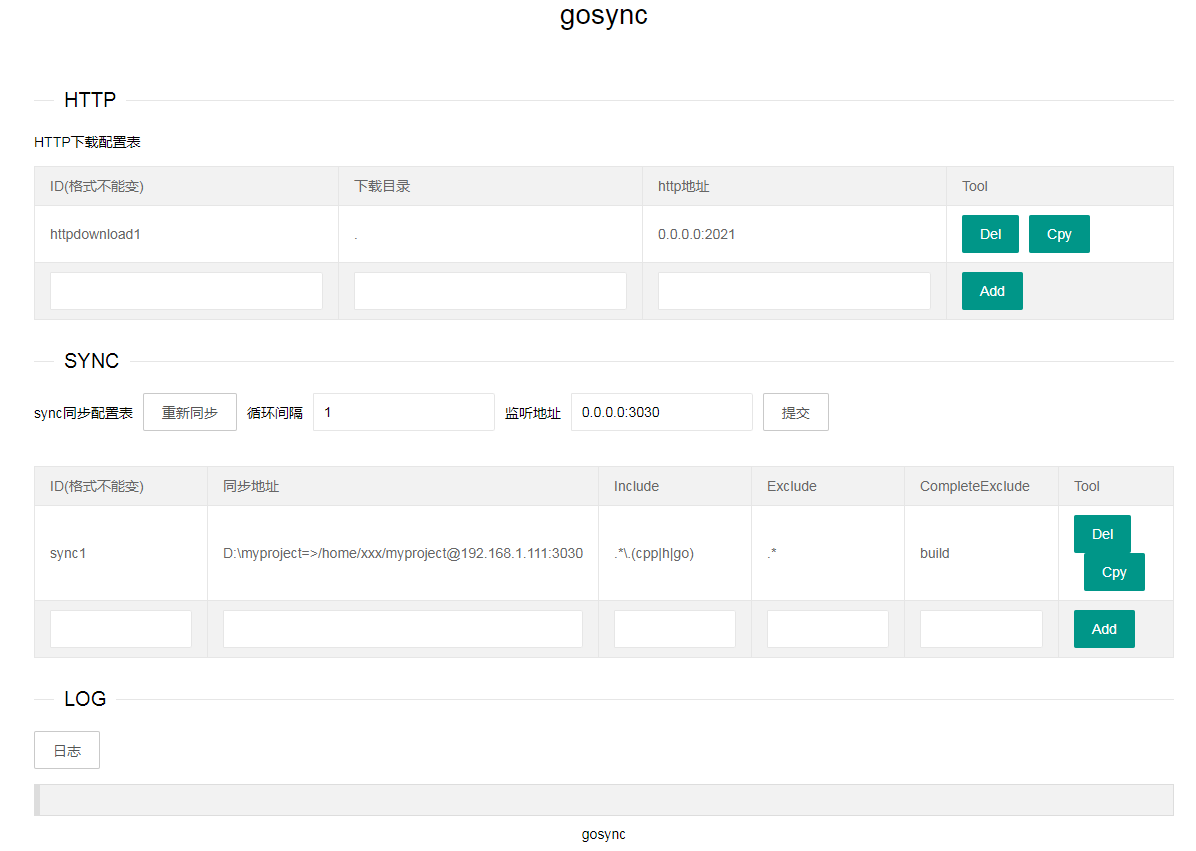 gosync
HTTP
HTTP下载配置表
ID(格式不能变) 下载目录 http地址 Tool
httpdownload1 . 0.0.0.0:2021 Del Cpy
Add
SYNC
sync同步配置表 重新同步 循环间隔 1 监听地址 0.0.0.0:3030 提交
ID(格式不能变) 同步地址 Include Exclude CompleteExclude Tool
Del
sync1 D:\myproject=>/home/xxx/myproject@192.168.1.111:3030 .*\.(cpp|h|go) .* build
Cpy
Add
LOG
日志
gosync